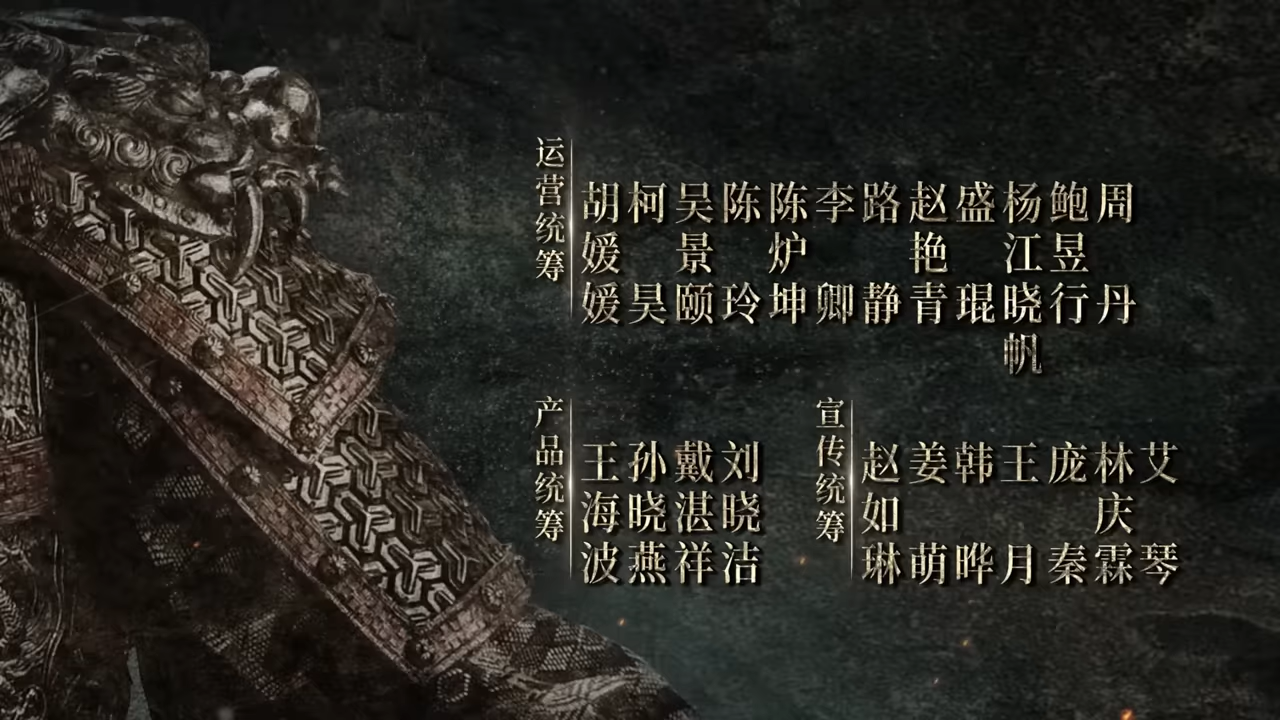 运营统筹
胡媛媛
柯昊
吴景颐
陈玲
陈炉坤
李卿
路静
赵艳青
盛琨
杨江晓帆
鲍昱行
周丹
产品统筹
王海波
孙晓燕
戴湛祥
刘晓洁
宣传统筹
赵如琳
姜萌
韩晔
王月
庞秦
林庆霖
艾琴